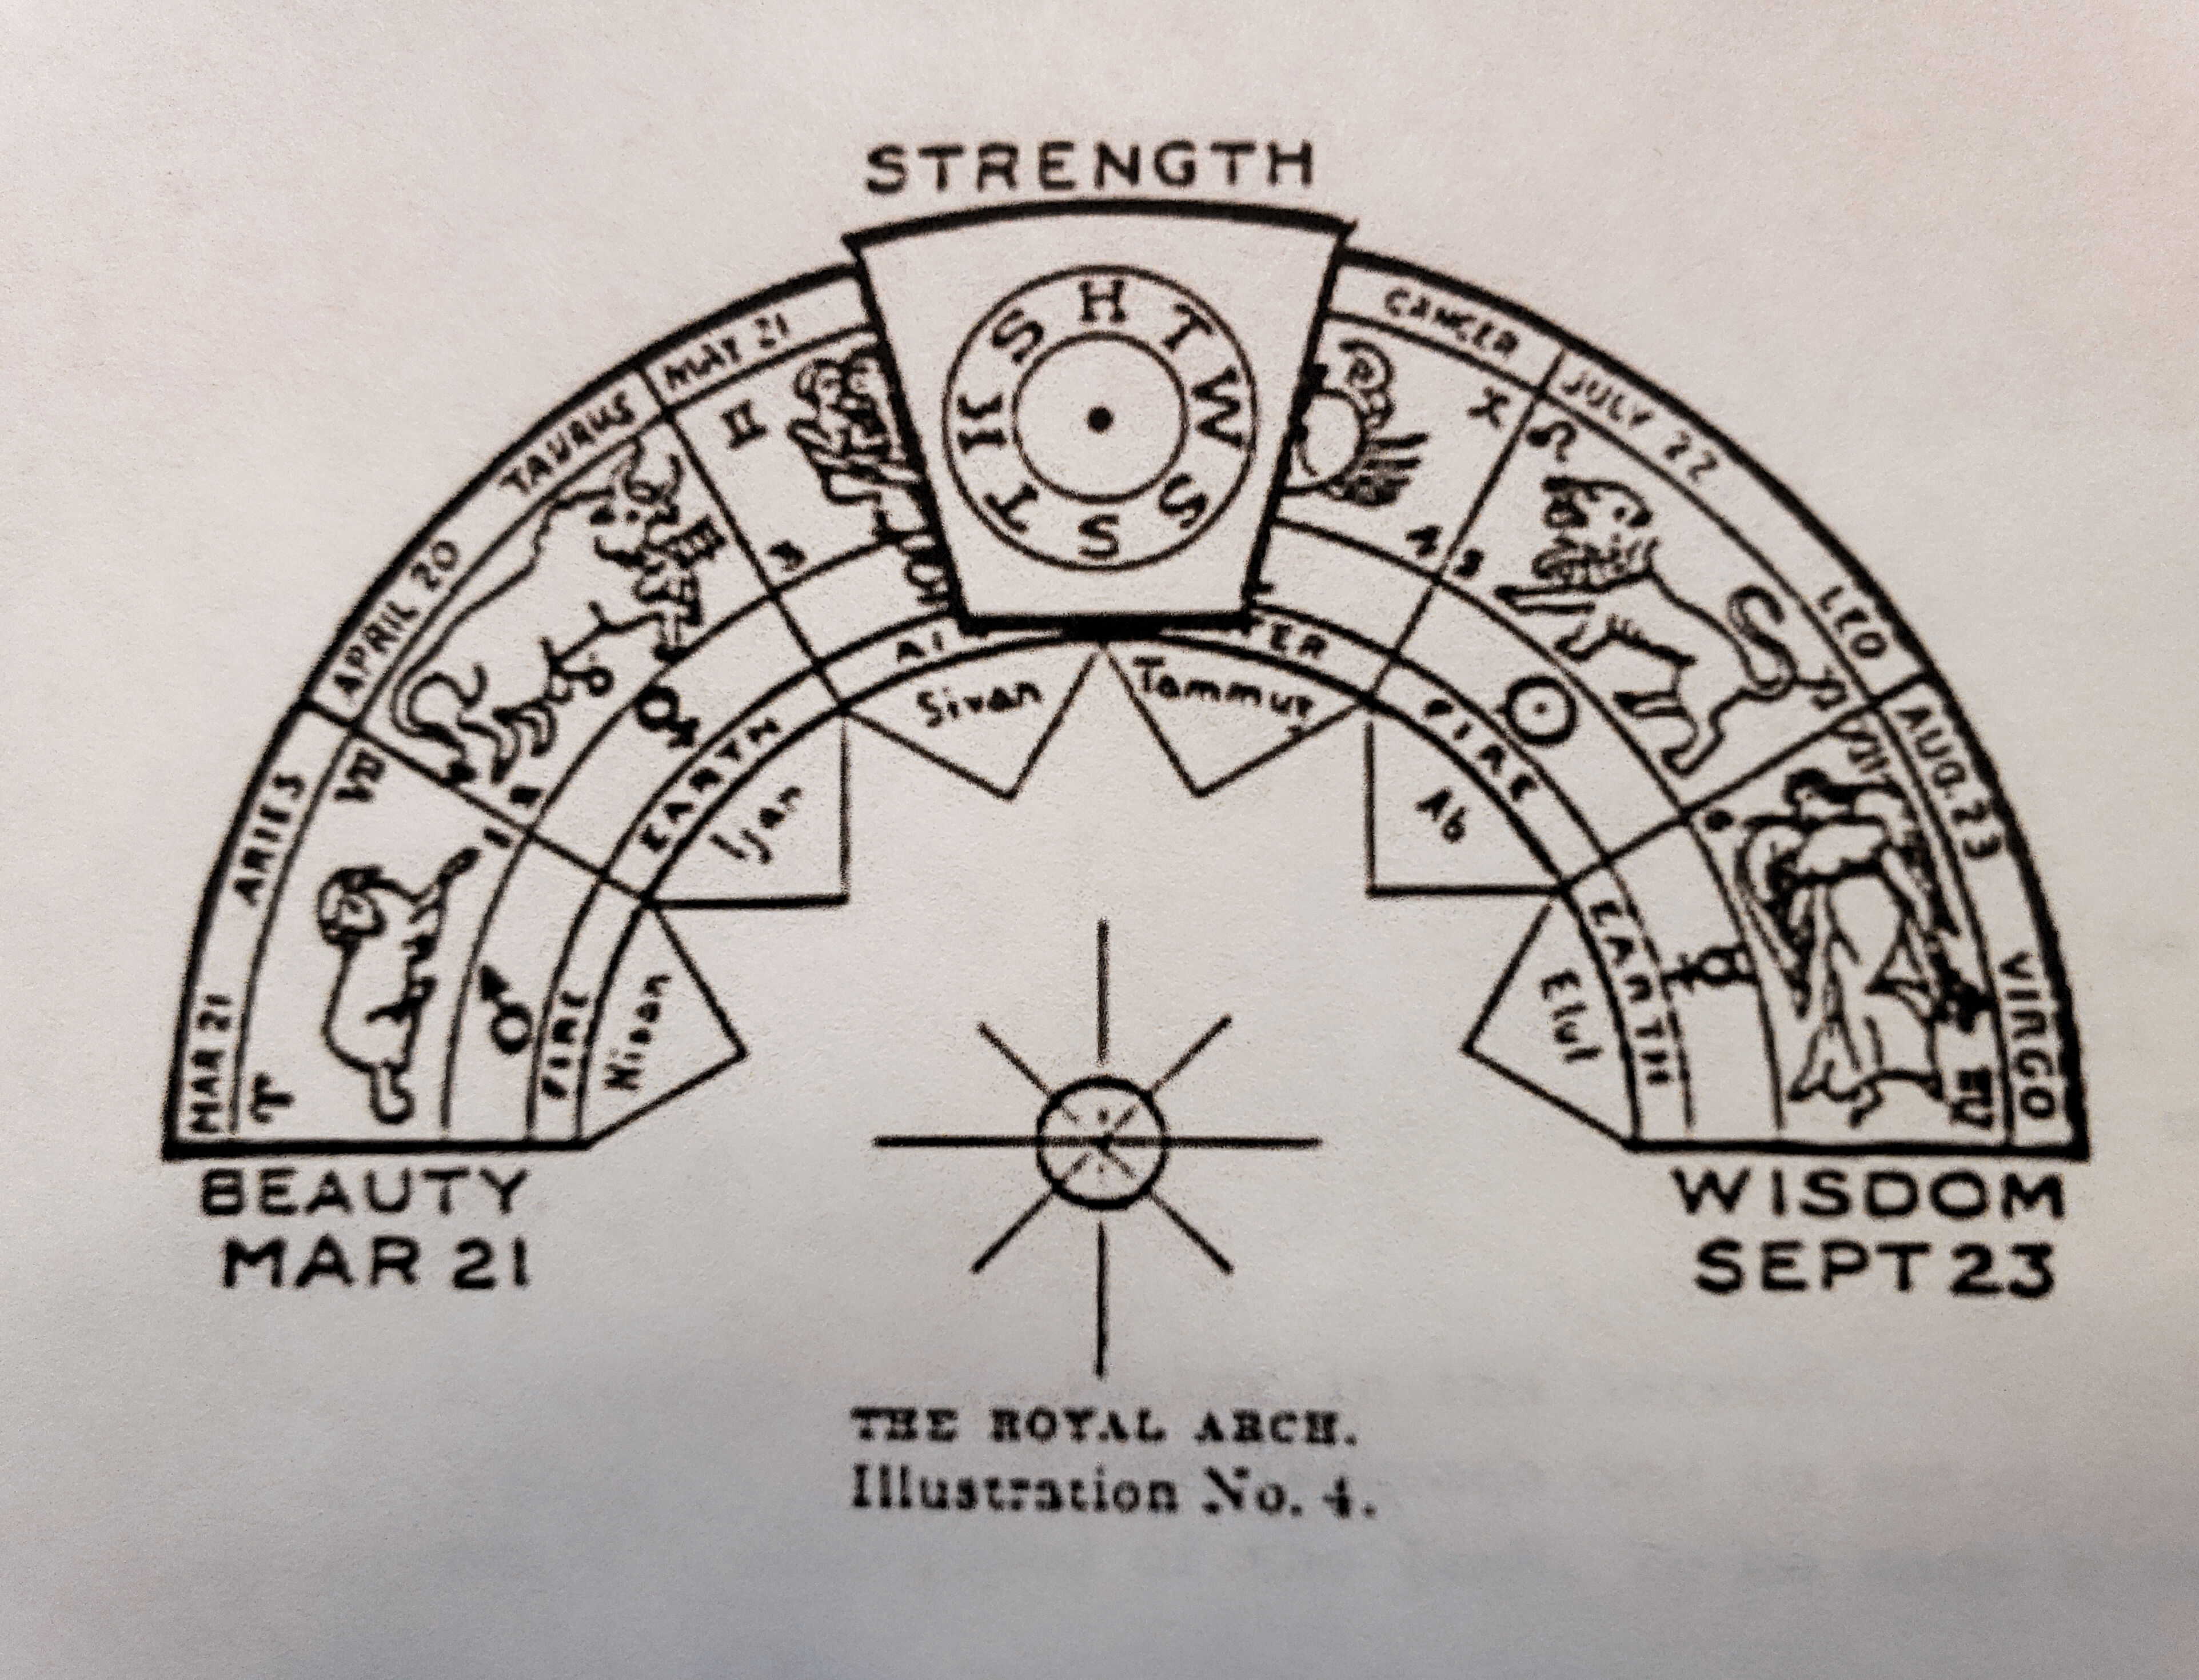 STRENGTH
H T W S S T K S
MAR 21
ARIES
APRIL 20
TAURUS
MAY 21
CANCER
JULY 22
LEO
AUG. 23
VIRGO
FIRE
EARTH
FIRE
EARTH
Nisan
Ijar
Sivan
Tammuz
Ab
Elul
BEAUTY
MAR 21
WISDOM
SEPT 23
THE ROYAL ARCH.
Illustration No. 4.